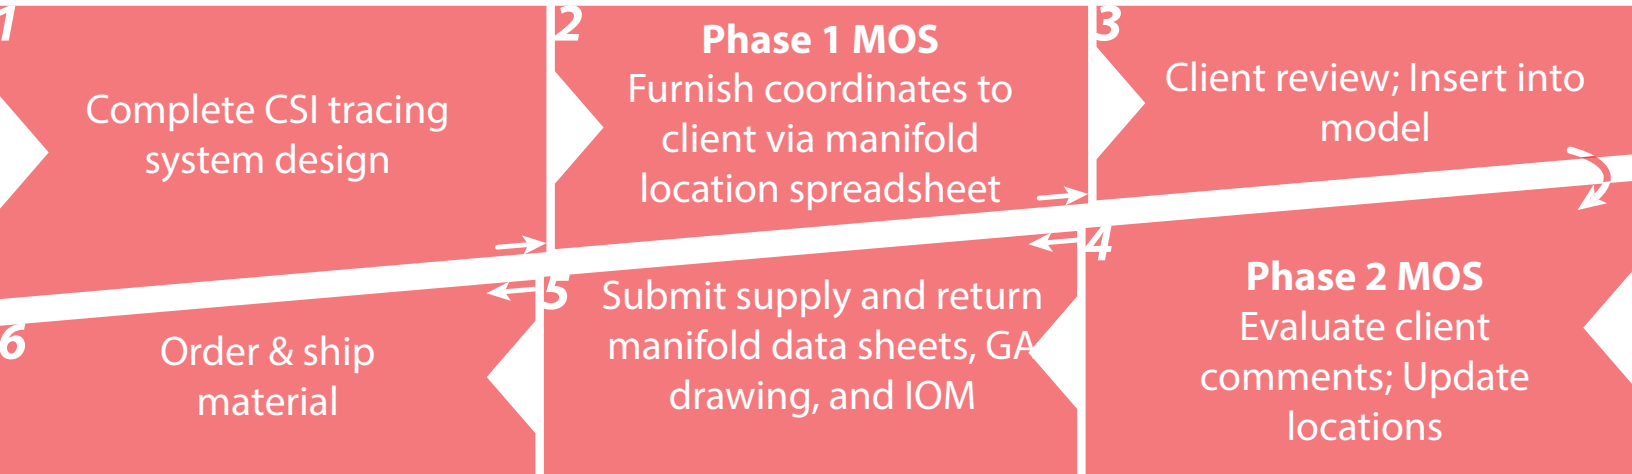 1
Complete CSI tracing
system design
2
Phase 1 MOS
Furnish coordinates to
client via manifold
location spreadsheet
3
Client review; Insert into
model
4
Phase 2 MOS
Evaluate client
comments; Update
locations
5
Submit supply and return
manifold data sheets, GA
drawing, and IOM
6
Order & ship
material